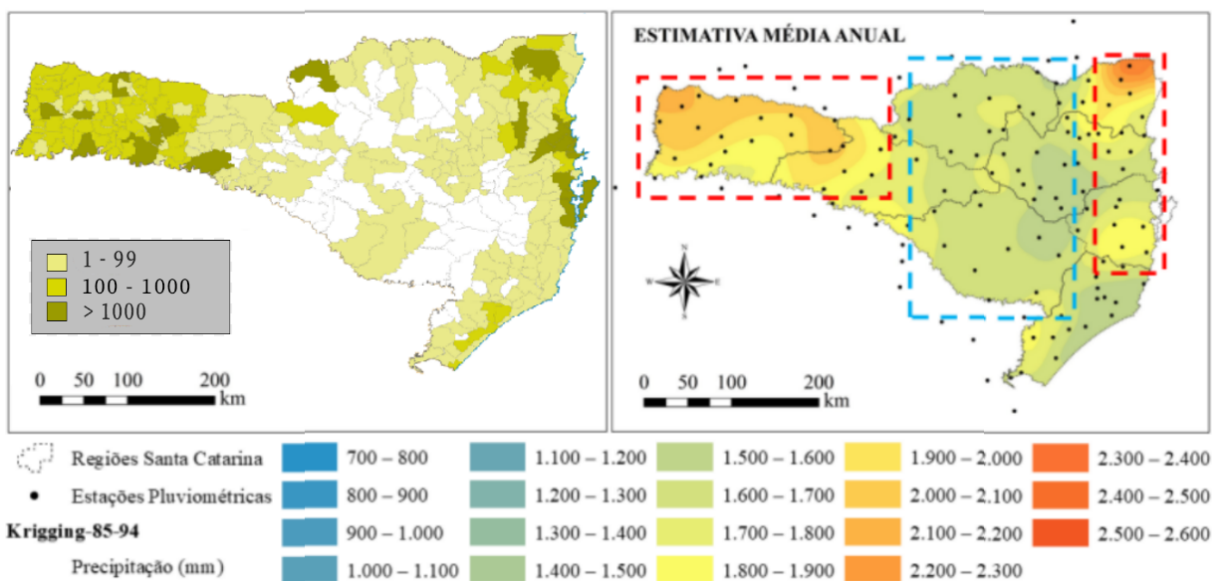 ESTIMATIVA MÉDIA ANUAL
1 - 99
100 - 1000
> 1000
0 50 100 200
km
N
W E
S
0 50 100 200
km
Regiões Santa Catarina
Estações Pluviométricas
Krigging-85-94
Precipitação (mm)
700 – 800
800 – 900
900 – 1.000
1.000 – 1.100
1.100 – 1.200
1.200 – 1.300
1.300 – 1.400
1.400 – 1.500
1.500 – 1.600
1.600 – 1.700
1.700 – 1.800
1.800 – 1.900
1.900 – 2.000
2.000 – 2.100
2.100 – 2.200
2.200 – 2.300
2.300 – 2.400
2.400 – 2.500
2.500 – 2.600